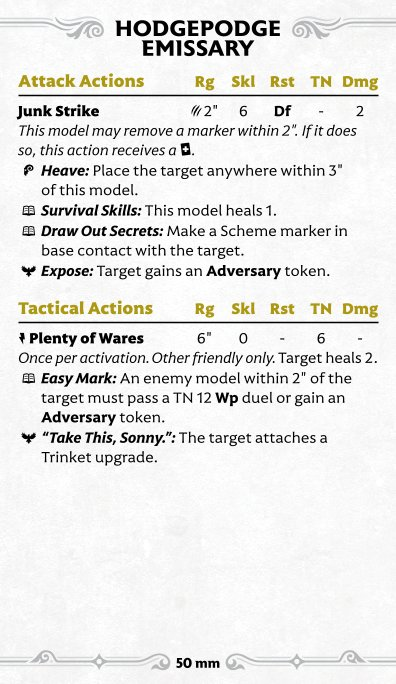 HODGEPODGE
EMISSARY
Attack Actions Rg Skl Rst TN Dmg
Junk Strike 2" 6 Df - 2
This model may remove a marker within 2". If it does
so, this action receives a .
Heave: Place the target anywhere within 3"
of this model.
Survival Skills: This model heals 1.
Draw Out Secrets: Make a Scheme marker in
base contact with the target.
Expose: Target gains an Adversary token.
Tactical Actions Rg Skl Rst TN Dmg
Plenty of Wares 6" 0 - 6 -
Once per activation. Other friendly only. Target heals 2.
Easy Mark: An enemy model within 2" of the
target must pass a TN 12 Wp duel or gain an
Adversary token.
"Take This, Sonny.": The target attaches a
Trinket upgrade.
50 mm